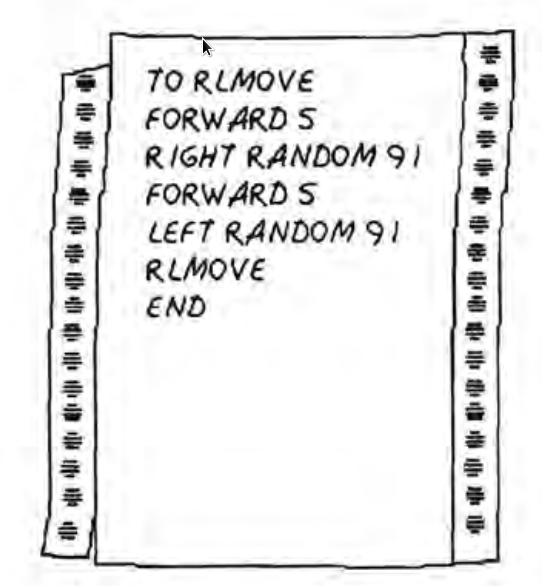 TO RLMOVE
FORWARD 5
RIGHT RANDOM 91
FORWARD 5
LEFT RANDOM 91
RLMOVE
END